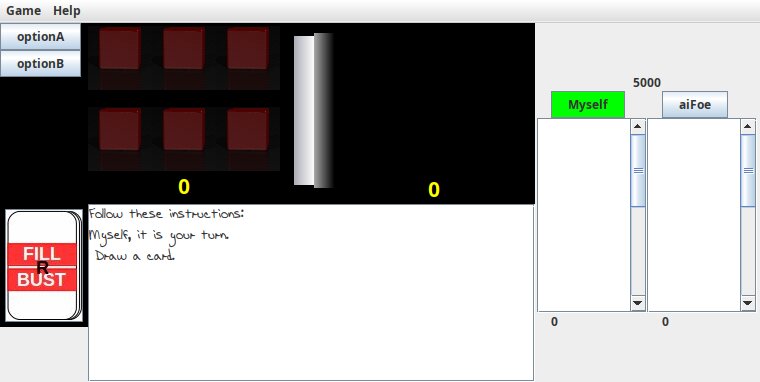 Game Help
optionA
optionB
5000
Myself
aiFoe
0
0
Follow these instructions:
Myself, it is your turn.
Draw a card.
FILL
R
BUST
0
0